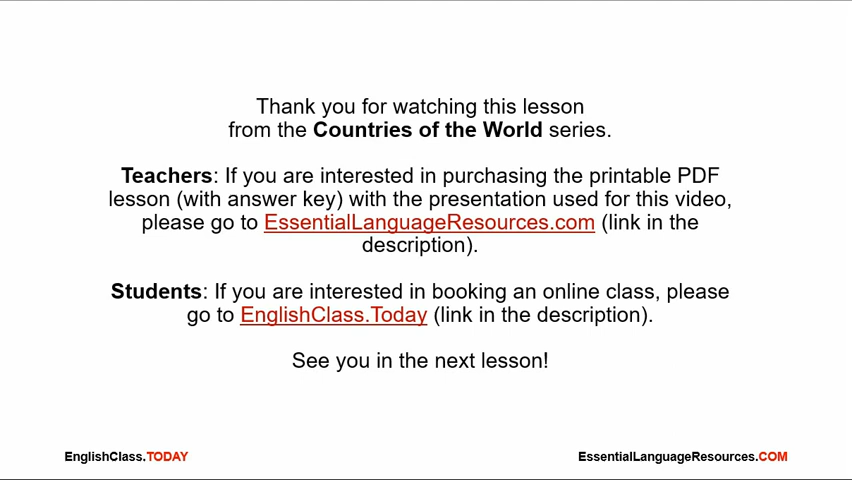 Thank you for watching this lesson
from the Countries of the World series.
Teachers: If you are interested in purchasing the printable PDF
lesson (with answer key) with the presentation used for this video,
please go to EssentialLanguageResources.com (link in the
description).
Students: If you are interested in booking an online class, please
go to EnglishClass.Today (link in the description).
See you in the next lesson!
EnglishClass.TODAY
EssentialLanguageResources.COM